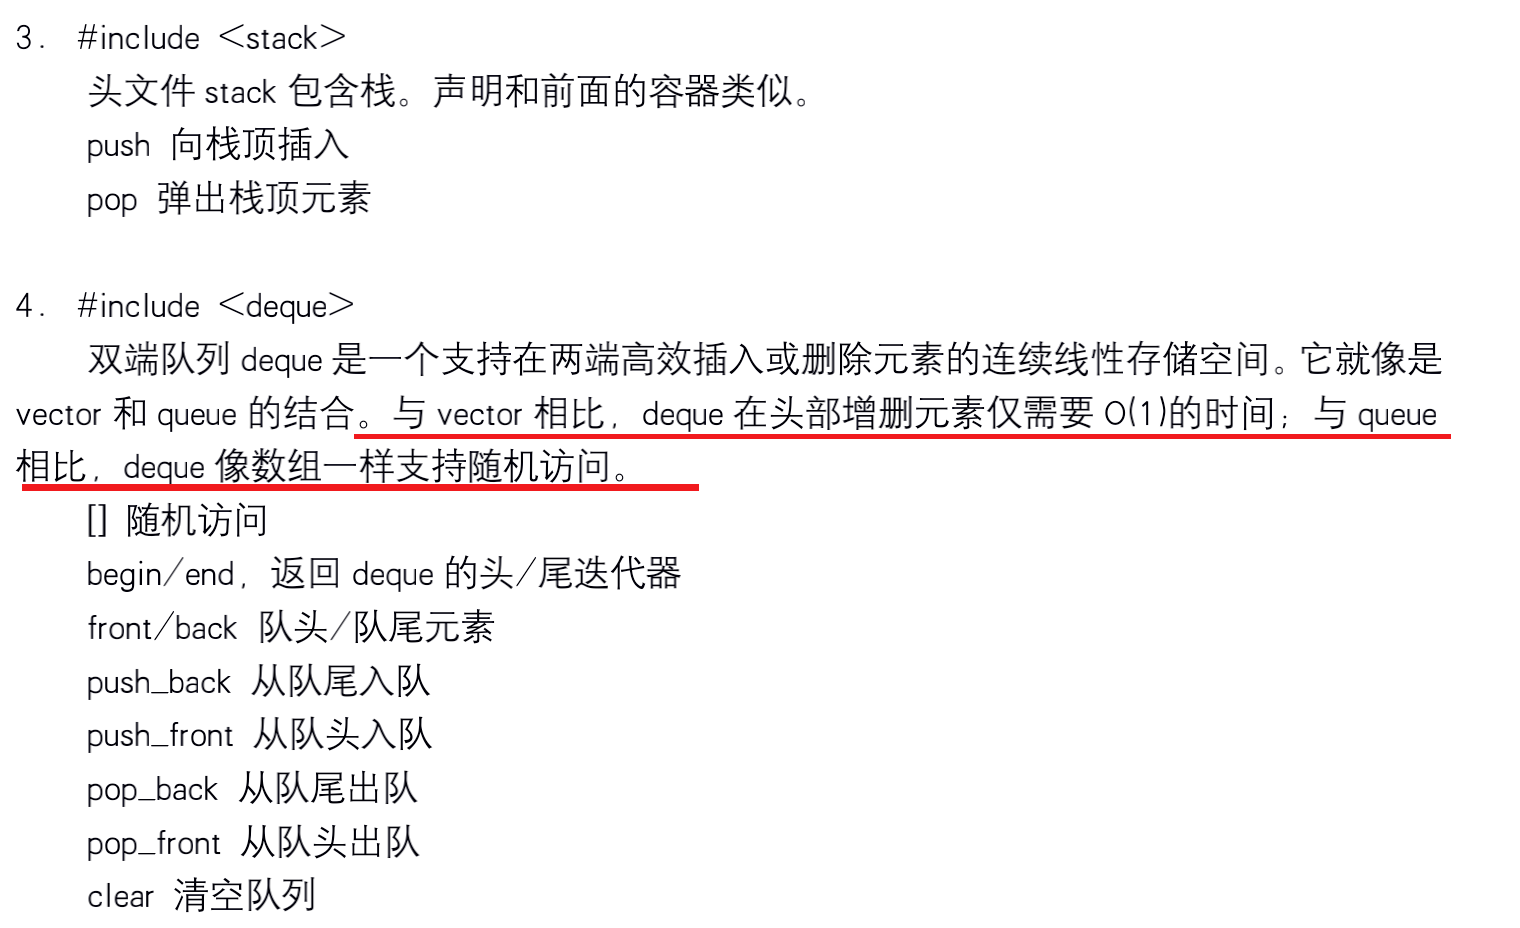 3. #include <stack>
头文件 stack 包含栈。声明和前面的容器类似。
push 向栈顶插入
pop 弹出栈顶元素
4. #include <deque>
双端队列 deque 是一个支持在两端高效插入或删除元素的连续线性存储空间。它就像是
vector 和 queue 的结合。与 vector 相比，deque 在头部增删元素仅需要 O(1)的时间；与 queue
相比，deque 像数组一样支持随机访问。
[] 随机访问
begin/end，返回 deque 的头/尾迭代器
front/back 队头/队尾元素
push_back 从队尾入队
push_front 从队头入队
pop_back 从队尾出队
pop_front 从队头出队
clear 清空队列